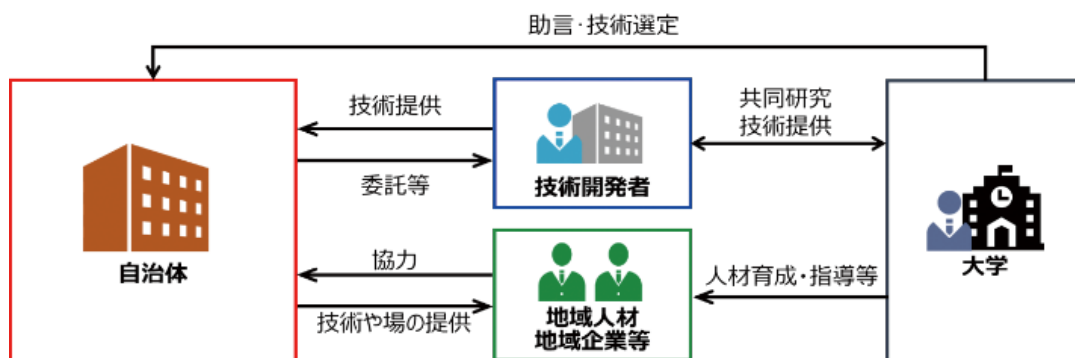 助言・技術選定
技術提供
委託等
共同研究
技術提供
技術開発者
自治体
大学
協力
技術や場の提供
人材育成・指導等
地域人材
地域企業等